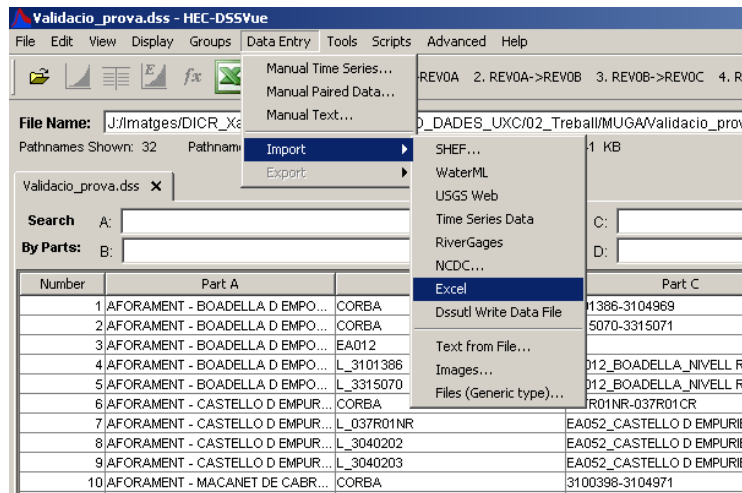 Validacio_prova.dss - HEC-DSSVue
File Edit View Display Groups Data Entry Tools Scripts Advanced Help
E fx Manual Time Series... -REV0A 2. REV0A->REV0B 3. REV0B->REV0C 4. R
Manual Paired Data...
Manual Text...
File Name: J:/Imatges/DICR_Xa D_DADES_UXC/02_Treball/MUGA/Validacio_prov
Pathnames Shown: 32 Pathnam Import SHEF... KB
Export WaterML
Validacio_prova.dss X USGS Web
Search A: Time Series Data C:
By Parts: B: RiverGages D:
NCDC...
Number Part A Excel Part C
1 AFORAMENT - BOADELLA D EMPO... CORBA Dssutl Write Data File 1386-3104969
2 AFORAMENT - BOADELLA D EMPO... CORBA 5070-3315071
3 AFORAMENT - BOADELLA D EMPO... EA012 Text from File...
4 AFORAMENT - BOADELLA D EMPO... L_3101386 Images... 012_BOADELLA_NIVELL R
5 AFORAMENT - BOADELLA D EMPO... L_3315070 Files (Generic type)... 012_BOADELLA_NIVELL R
6 AFORAMENT - CASTELLO D EMPUR... CORBA 7R01NR-037R01CR
7 AFORAMENT - CASTELLO D EMPUR... L_037R01NR EA052_CASTELLO D EMPURIE
8 AFORAMENT - CASTELLO D EMPUR... L_3040202 EA052_CASTELLO D EMPURIE
9 AFORAMENT - CASTELLO D EMPUR... L_3040203 EA052_CASTELLO D EMPURIE
10 AFORAMENT - MACANET DE CABR... CORBA 3100398-3104971